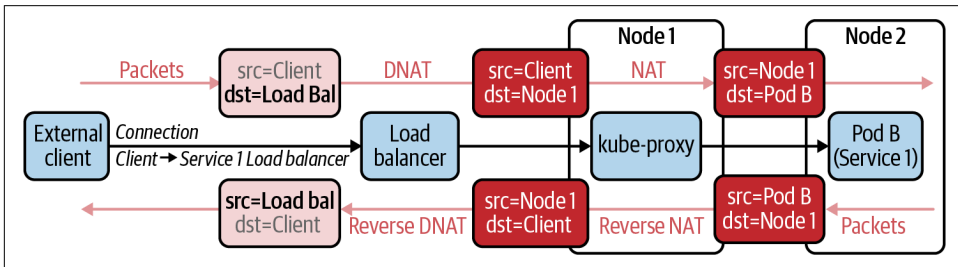 Node 1
Node 2
Packets
src=Client
dst=Load Bal
DNAT
src=Client
dst=Node 1
NAT
src=Node 1
dst=Pod B
External
client
Connection
Client → Service 1 Load balancer
Load
balancer
kube-proxy
Pod B
(Service 1)
src=Load bal
dst=Client
Reverse DNAT
src=Node 1
dst=Client
Reverse NAT
src=Pod B
dst=Node 1
Packets